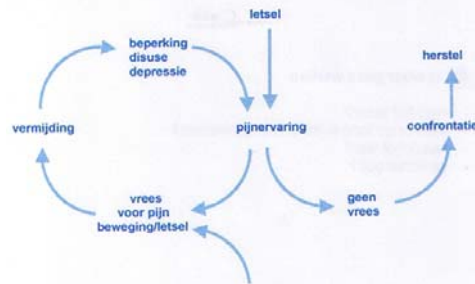 letsel
beperking
disuse
depressie
herstel
vermijding
pijnervaring
confrontatie
vrees
voor pijn
beweging/letsel
geen
vrees